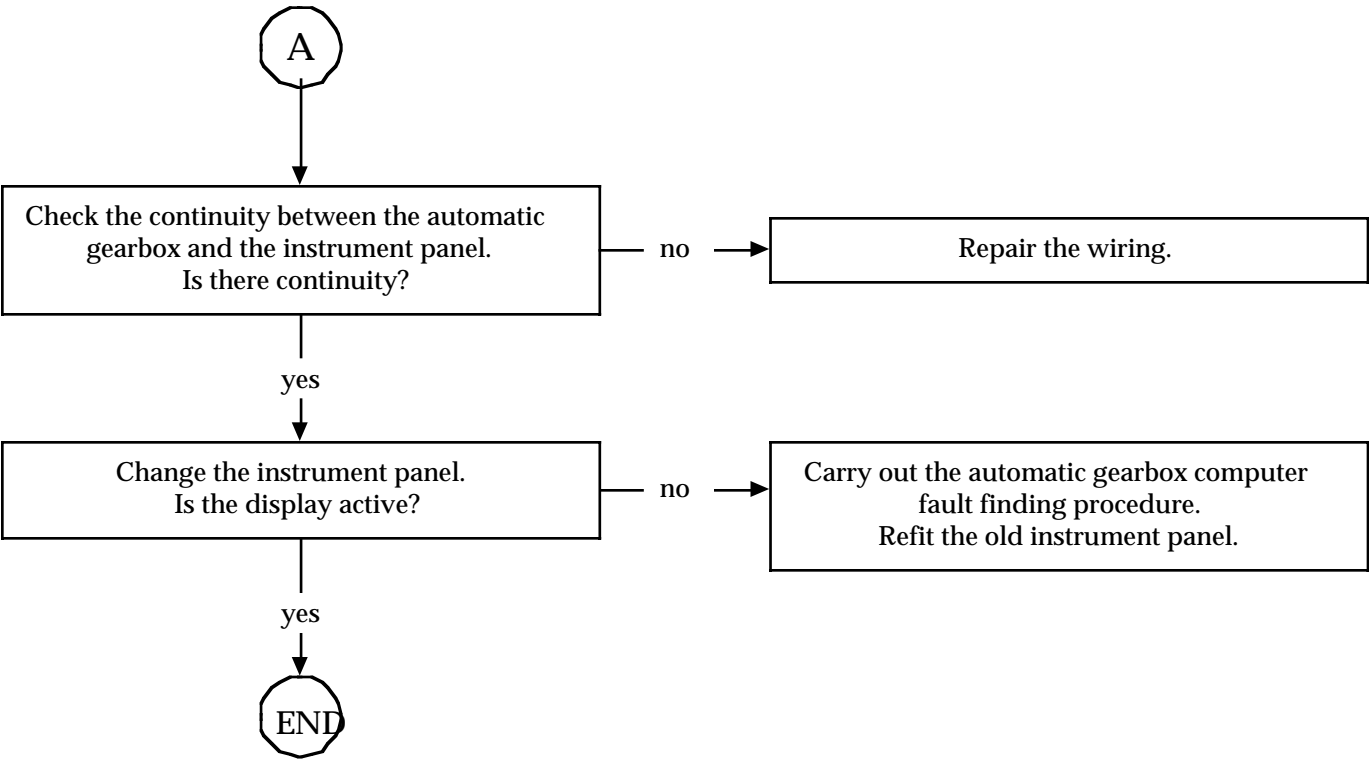 A
Check the continuity between the automatic
gearbox and the instrument panel.
Is there continuity?
no
Repair the wiring.
yes
Change the instrument panel.
Is the display active?
no
Carry out the automatic gearbox computer
fault finding procedure.
Refit the old instrument panel.
yes
END